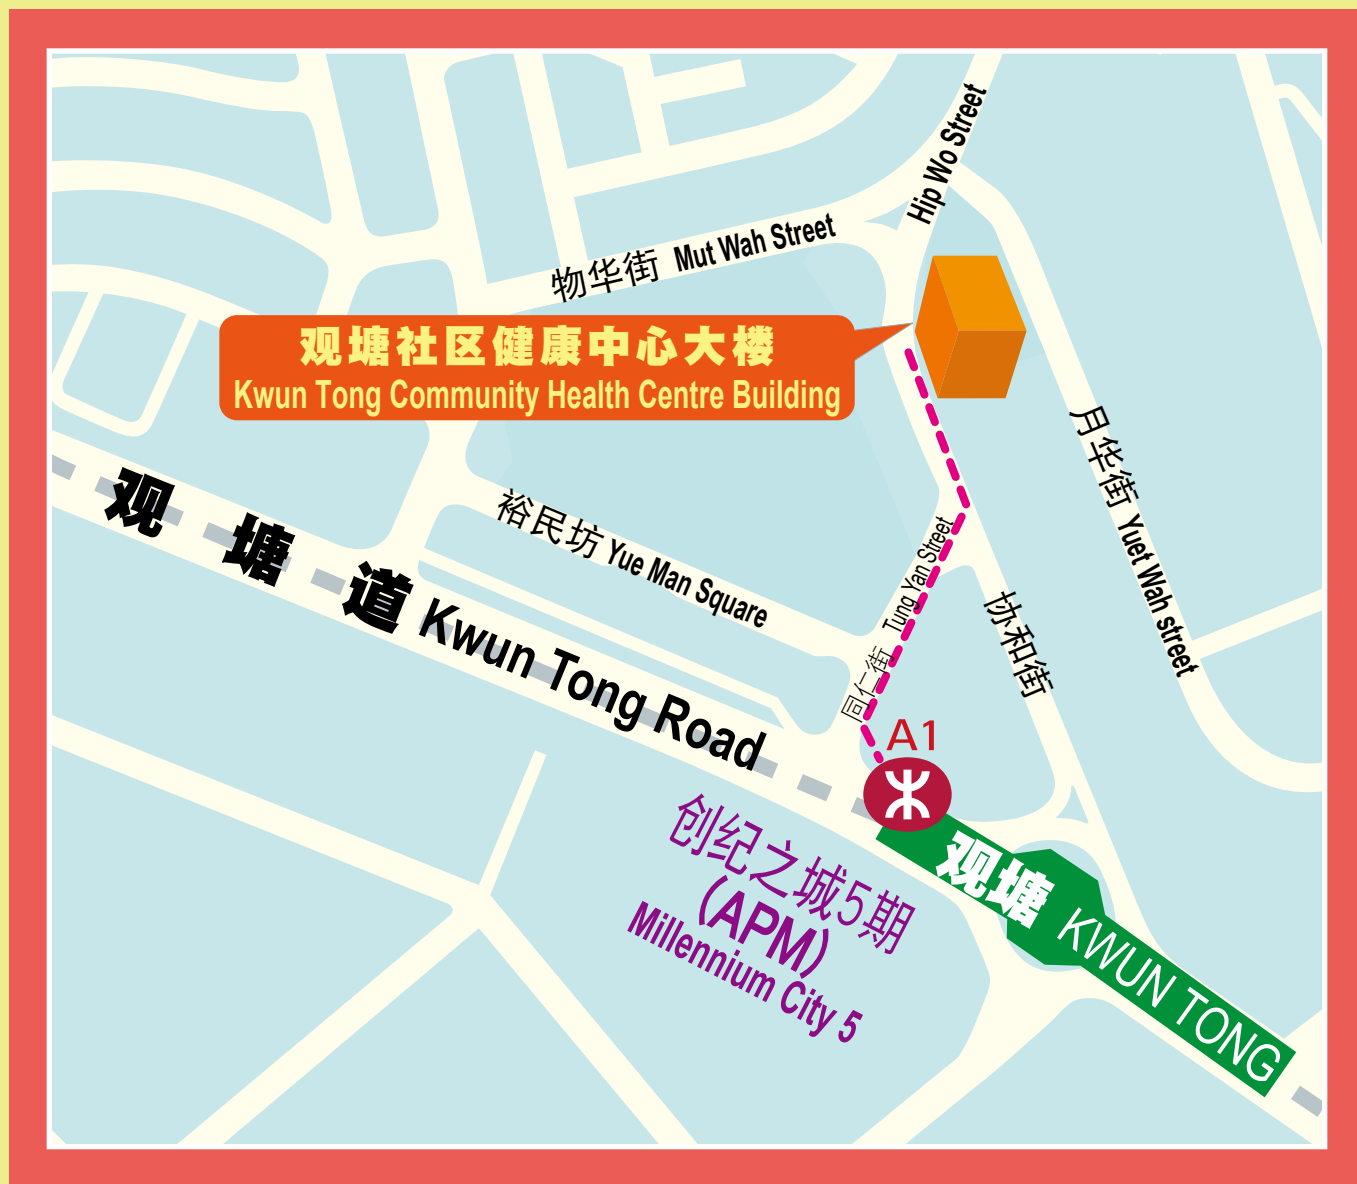 Hip Wo Street
物华街 Mut Wah Street
观塘社区健康中心大楼
Kwun Tong Community Health Centre Building
月华街 Yuet Wah street
裕民坊 Yue Man Square
观塘道 Kwun Tong Road
同仁街 Tung Yan Street
协和街
A1
创纪之城5期
(APM)
Millennium City 5
观塘 KWUN TONG